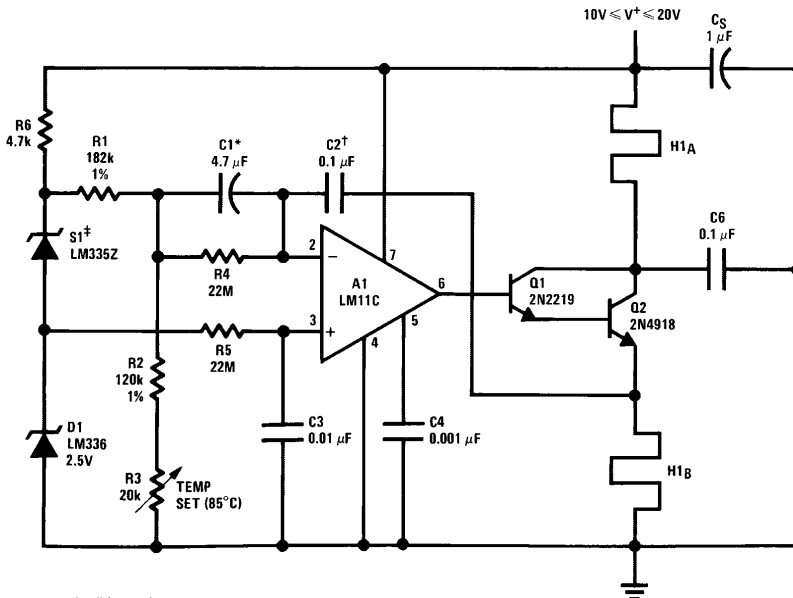 10V ≤ V+ ≤ 20V
CS
1 μF
R6
4.7k
R1
182k
1%
C1*
4.7 μF
C2†
0.1 μF
H1A
S1‡
LM335Z
R4
22M
2
−
7
A1
LM11C
6
Q1
2N2219
C6
0.1 μF
Q2
2N4918
3
+
4
5
R5
22M
R2
120k
1%
D1
LM336
2.5V
C3
0.01 μF
C4
0.001 μF
H1B
R3
20k
TEMP
SET (85°C)